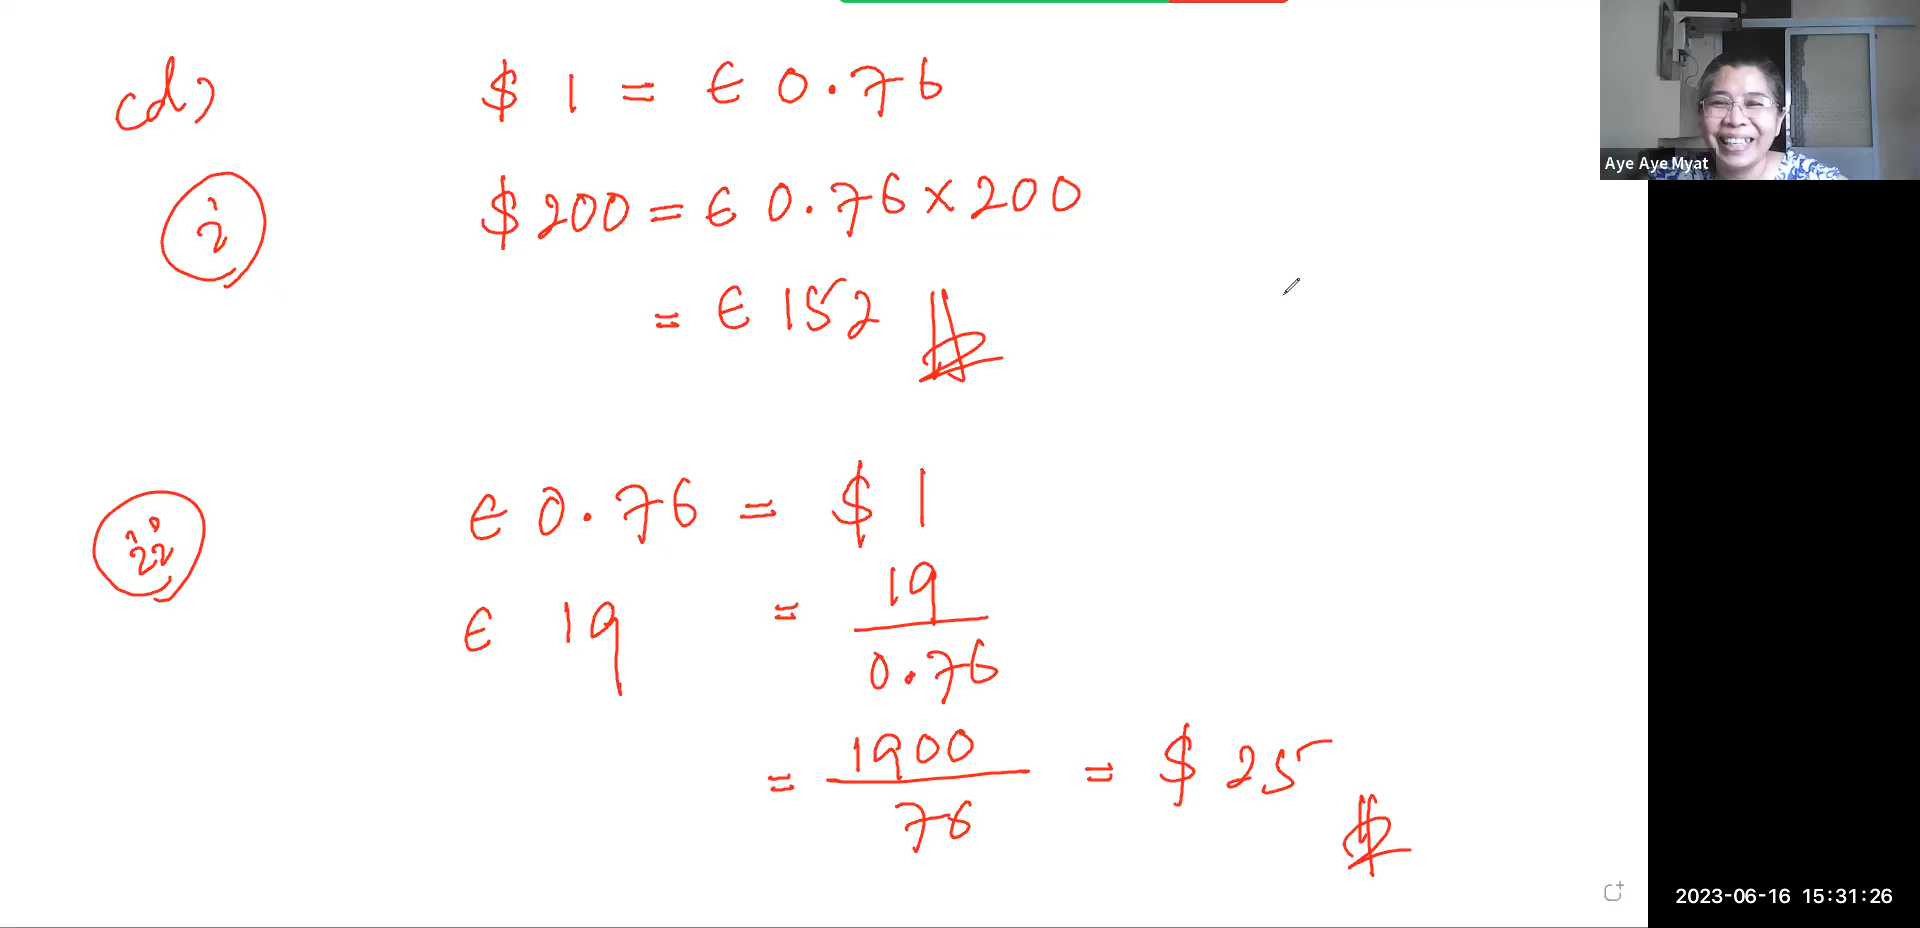 (d) $ 1 = € 0.76
i $ 200 = € 0.76 × 200
= € 152
ii € 0.76 = $ 1
€ 19 = 19/0.76
= 1900/76 = $ 25
Aye Aye Myat
2023-06-16 15:31:26